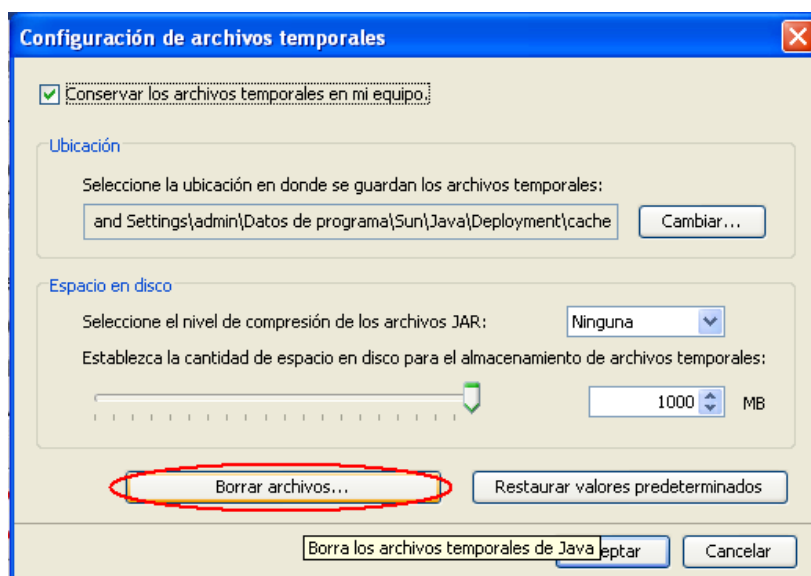 Configuración de archivos temporales
Conservar los archivos temporales en mi equipo.
Ubicación
Seleccione la ubicación en donde se guardan los archivos temporales:
and Settings\admin\Datos de programa\Sun\Java\Deployment\cache
Cambiar...
Espacio en disco
Seleccione el nivel de compresión de los archivos JAR:
Ninguna
Establezca la cantidad de espacio en disco para el almacenamiento de archivos temporales:
1000 MB
Borrar archivos...
Restaurar valores predeterminados
Borra los archivos temporales de Java
eptar
Cancelar